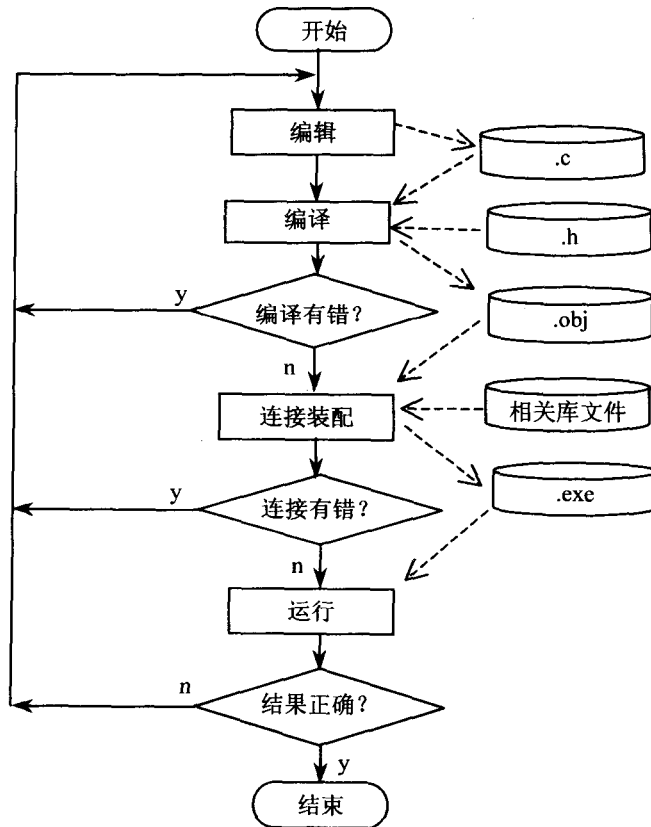 开始
编辑
.c
编译
.h
y
编译有错?
.obj
n
连接装配
相关库文件
y
连接有错?
.exe
n
运行
n
结果正确?
y
结束